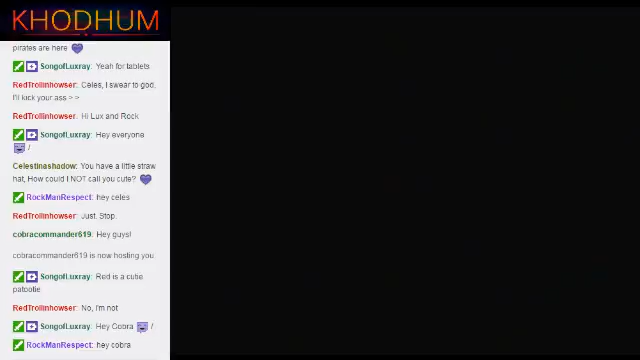 KHODHUM
pirates are here
SongofLuxray: Yeah for tablets
RedTrollinhowser: Celes, I swear to god,
I'll kick your ass > >
RedTrollinhowser: Hi Lux and Rock
SongofLuxray: Hey everyone
/
Celestinashadow: You have a little straw
hat, How could I NOT call you cute?
RockManRespect: hey celes
RedTrollinhowser: Just. Stop.
cobracommander619: Hey guys!
cobracommander619 is now hosting you.
SongofLuxray: Red is a cutie
patootie
RedTrollinhowser: No, I'm not
SongofLuxray: Hey Cobra /
RockManRespect: hey cobra